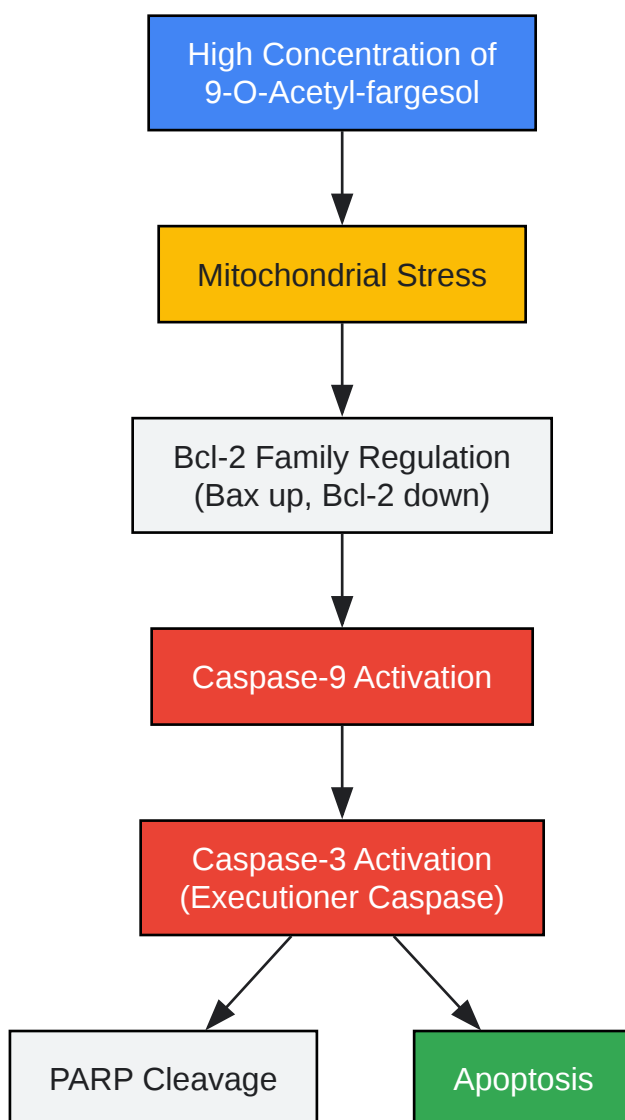 High Concentration of
9-O-Acetyl-fargesol
Mitochondrial Stress
Bcl-2 Family Regulation
(Bax up, Bcl-2 down)
Caspase-9 Activation
Caspase-3 Activation
(Executioner Caspase)
PARP Cleavage
Apoptosis